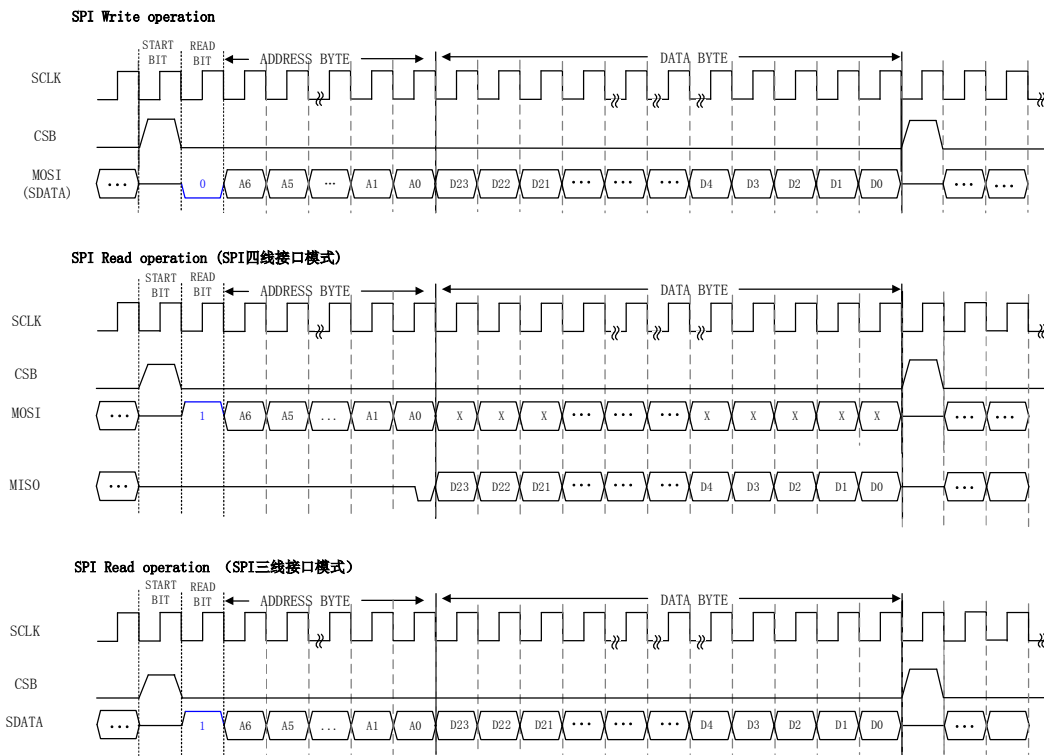 SPI Write operation
START BIT
READ BIT
ADDRESS BYTE
DATA BYTE
SCLK
CSB
MOSI (SDATA)
... 0 A6 A5 ... A1 A0 D23 D22 D21 ... ... ... D4 D3 D2 D1 D0 ... ...
SPI Read operation (SPI四线接口模式)
START BIT
READ BIT
ADDRESS BYTE
DATA BYTE
SCLK
CSB
MOSI
... 1 A6 A5 ... A1 A0 X X X ... ... ... X X X X X ... ...
MISO
... D23 D22 D21 ... ... ... D4 D3 D2 D1 D0 ...
SPI Read operation （SPI三线接口模式）
START BIT
READ BIT
ADDRESS BYTE
DATA BYTE
SCLK
CSB
SDATA
... 1 A6 A5 ... A1 A0 D23 D22 D21 ... ... ... D4 D3 D2 D1 D0 ...